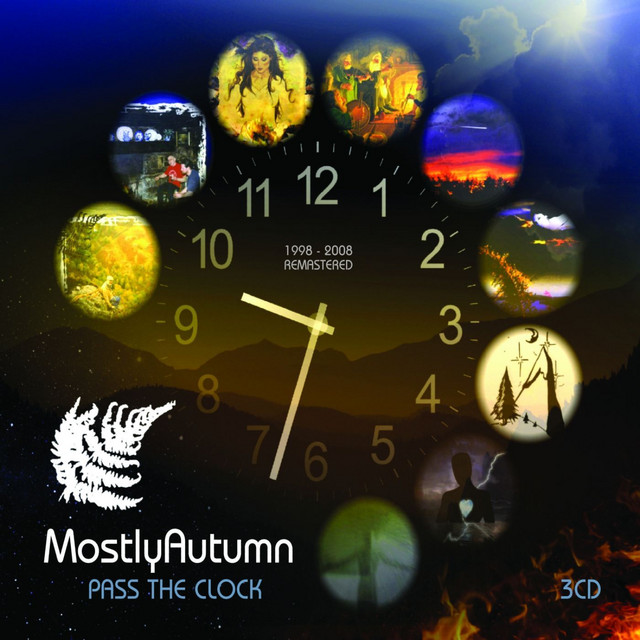 12
11
1
10
1998 - 2008
REMASTERED
2
9
3
8
4
7
6
5
MostlyAutumn
PASS THE CLOCK
3CD